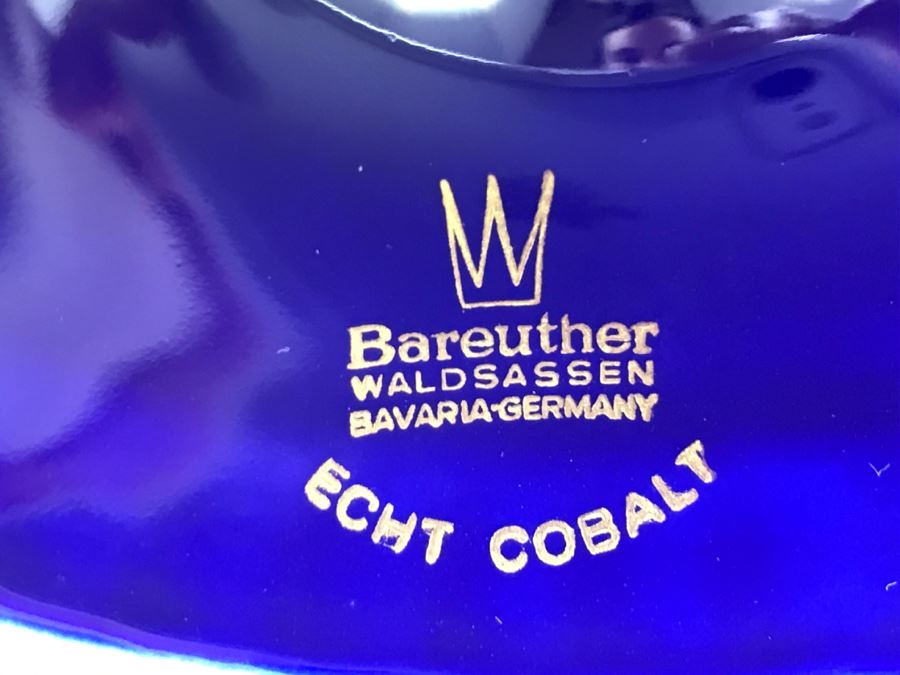 Bareuther
WALDSASSEN
BAVARIA-GERMANY
ECHT COBALT